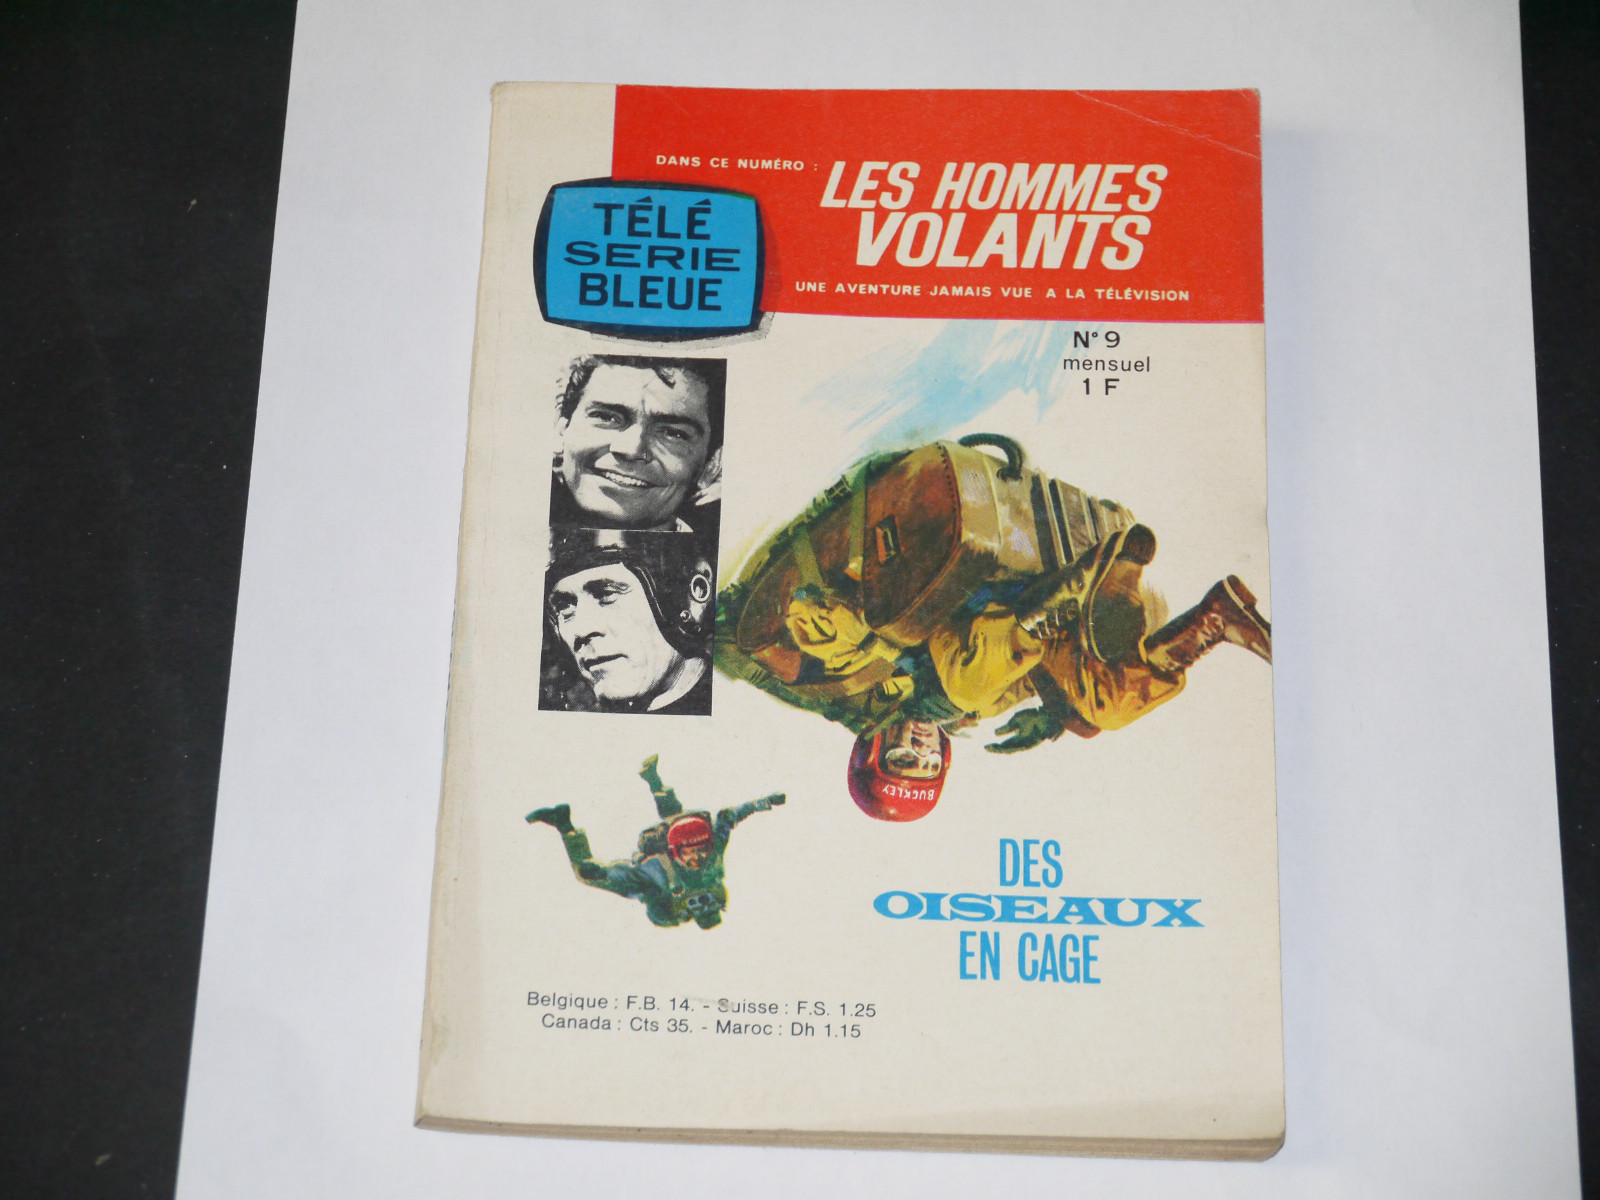 DANS CE NUMÉRO :
LES HOMMES
VOLANTS
UNE AVENTURE JAMAIS VUE A LA TÉLÉVISION
TÉLÉ
SERIE
BLEUE
N° 9
mensuel
1 F
BUCKLEY
DES
OISEAUX
EN CAGE
Belgique : F.B. 14. - Suisse : F.S. 1.25
Canada : Cts 35. - Maroc : Dh 1.15